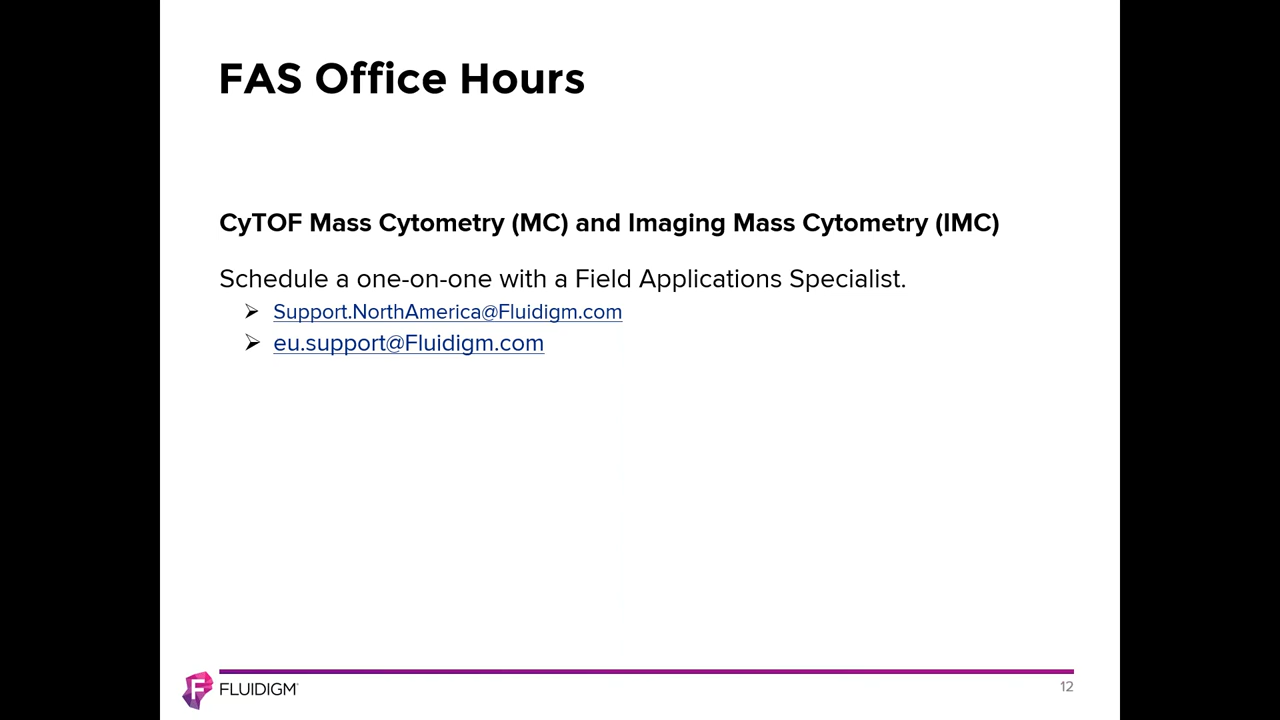 FAS Office Hours
CyTOF Mass Cytometry (MC) and Imaging Mass Cytometry (IMC)
Schedule a one-on-one with a Field Applications Specialist.
➢ Support.NorthAmerica@Fluidigm.com
➢ eu.support@Fluidigm.com
F FLUIDIGM®
12